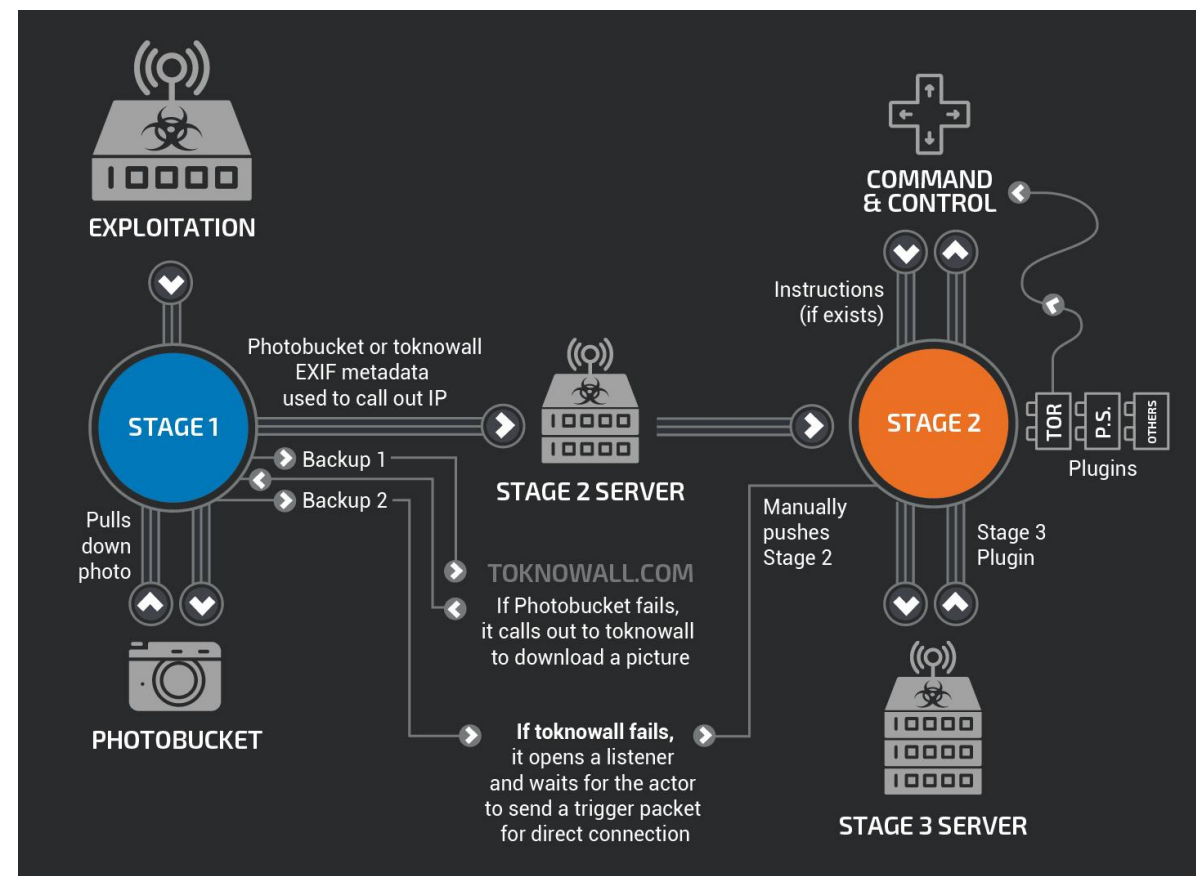 EXPLOITATION
COMMAND
& CONTROL
Instructions
(if exists)
Photobucket or toknowall
EXIF metadata
used to call out IP
STAGE 1
STAGE 2
TOR
P.S.
OTHERS
Plugins
Backup 1
Backup 2
STAGE 2 SERVER
Pulls
down
photo
Manually
pushes
Stage 2
Stage 3
Plugin
TOKNOWALL.COM
If Photobucket fails,
it calls out to toknowall
to download a picture
PHOTOBUCKET
If toknowall fails,
it opens a listener
and waits for the actor
to send a trigger packet
for direct connection
STAGE 3 SERVER